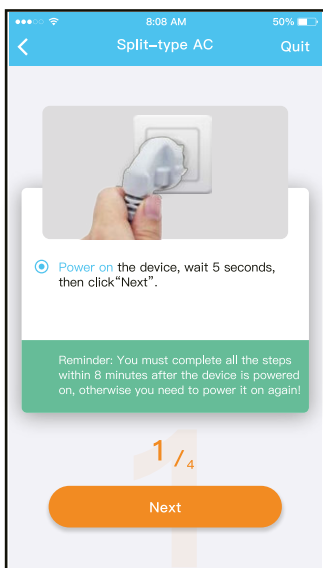 8:08 AM
50%
Split-type AC
Quit
Power on the device, wait 5 seconds,
then click“Next”.
Reminder: You must complete all the steps
within 8 minutes after the device is powered
on, otherwise you need to power it on again!
1/4
Next